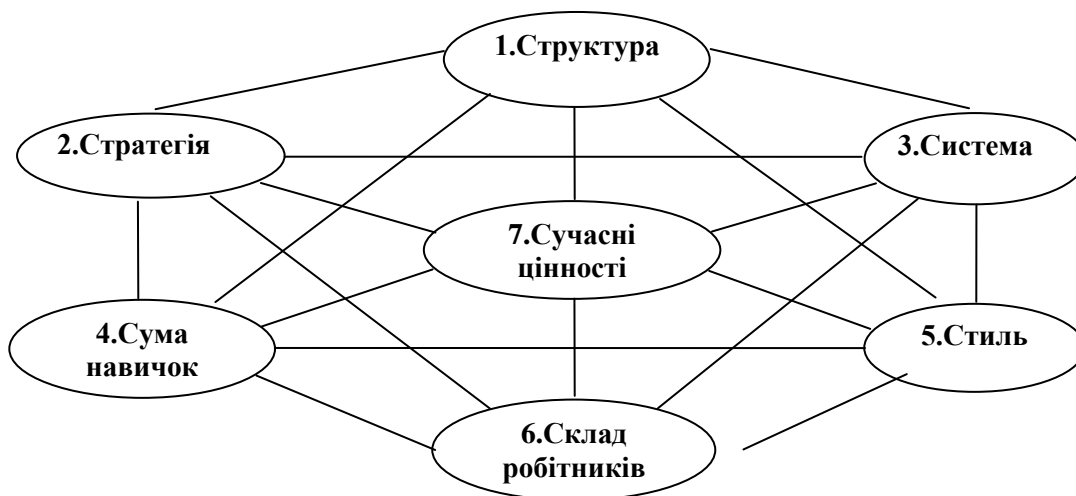 1.Структура
2.Стратегія
3.Система
7.Сучасні
цінності
4.Сума
навичок
5.Стиль
6.Склад
робітників